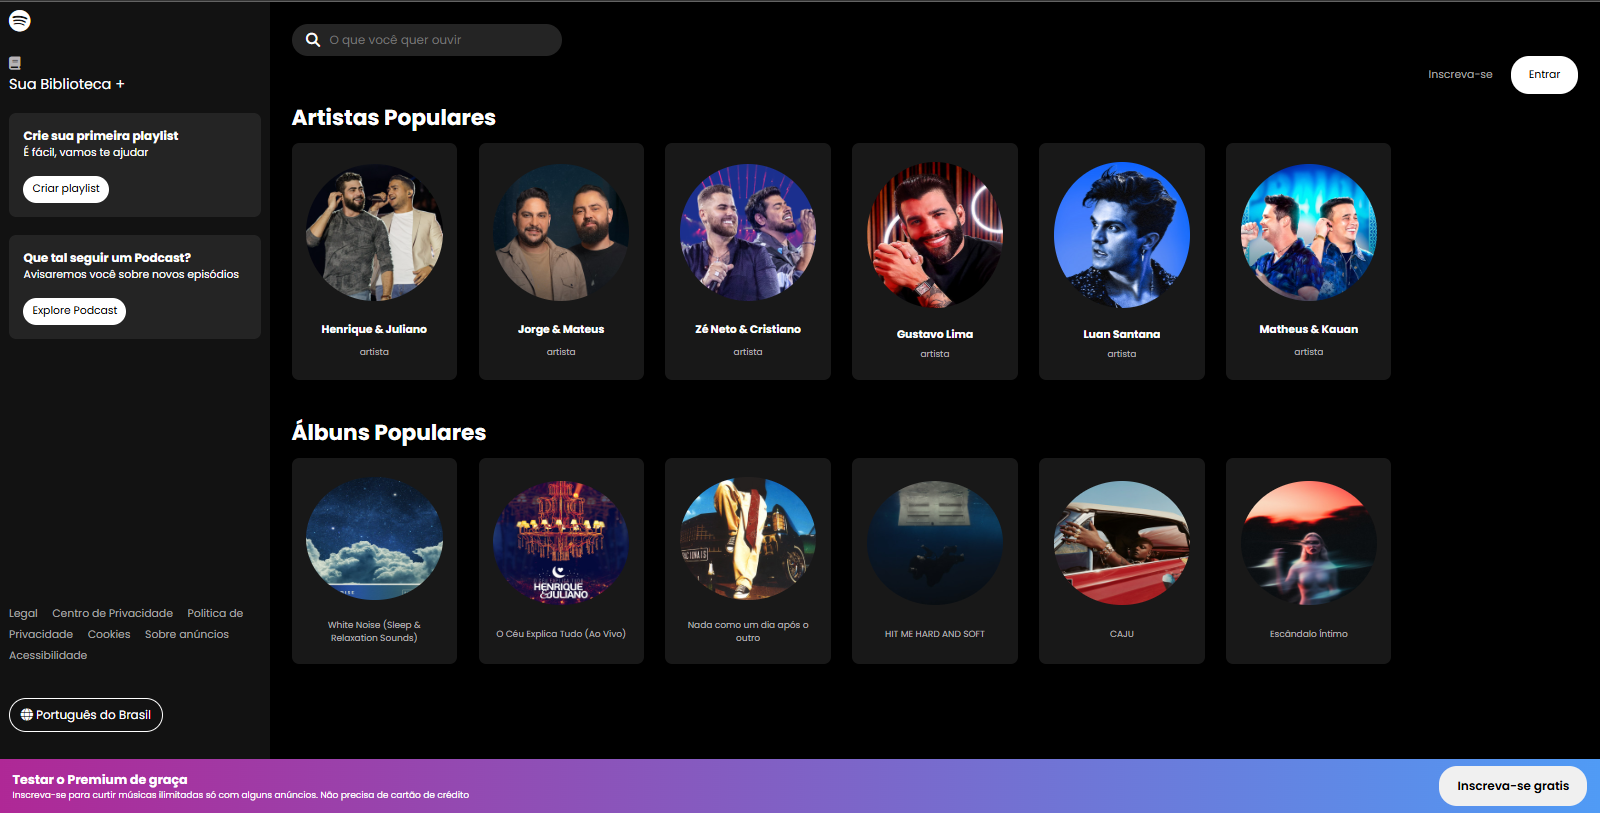 Sua Biblioteca +
Crie sua primeira playlist
É fácil, vamos te ajudar
Criar playlist
Que tal seguir um Podcast?
Avisaremos você sobre novos episódios
Explore Podcast
Legal Centro de Privacidade Politica de
Privacidade Cookies Sobre anúncios
Acessibilidade
Português do Brasil
O que você quer ouvir
Inscreva-se Entrar
Artistas Populares
Henrique & Juliano
artista
Jorge & Mateus
artista
Zé Neto & Cristiano
artista
Gustavo Lima
artista
Luan Santana
artista
Matheus & Kauan
artista
Álbuns Populares
White Noise (Sleep &
Relaxation Sounds)
HENRIQUE
&JULIANO
O Céu Explica Tudo (Ao Vivo)
Nada como um dia após o
outro
HIT ME HARD AND SOFT
CAJU
Escândalo Íntimo
Testar o Premium de graça
Inscreva-se para curtir músicas ilimitadas só com alguns anúncios. Não precisa de cartão de crédito
Inscreva-se gratis